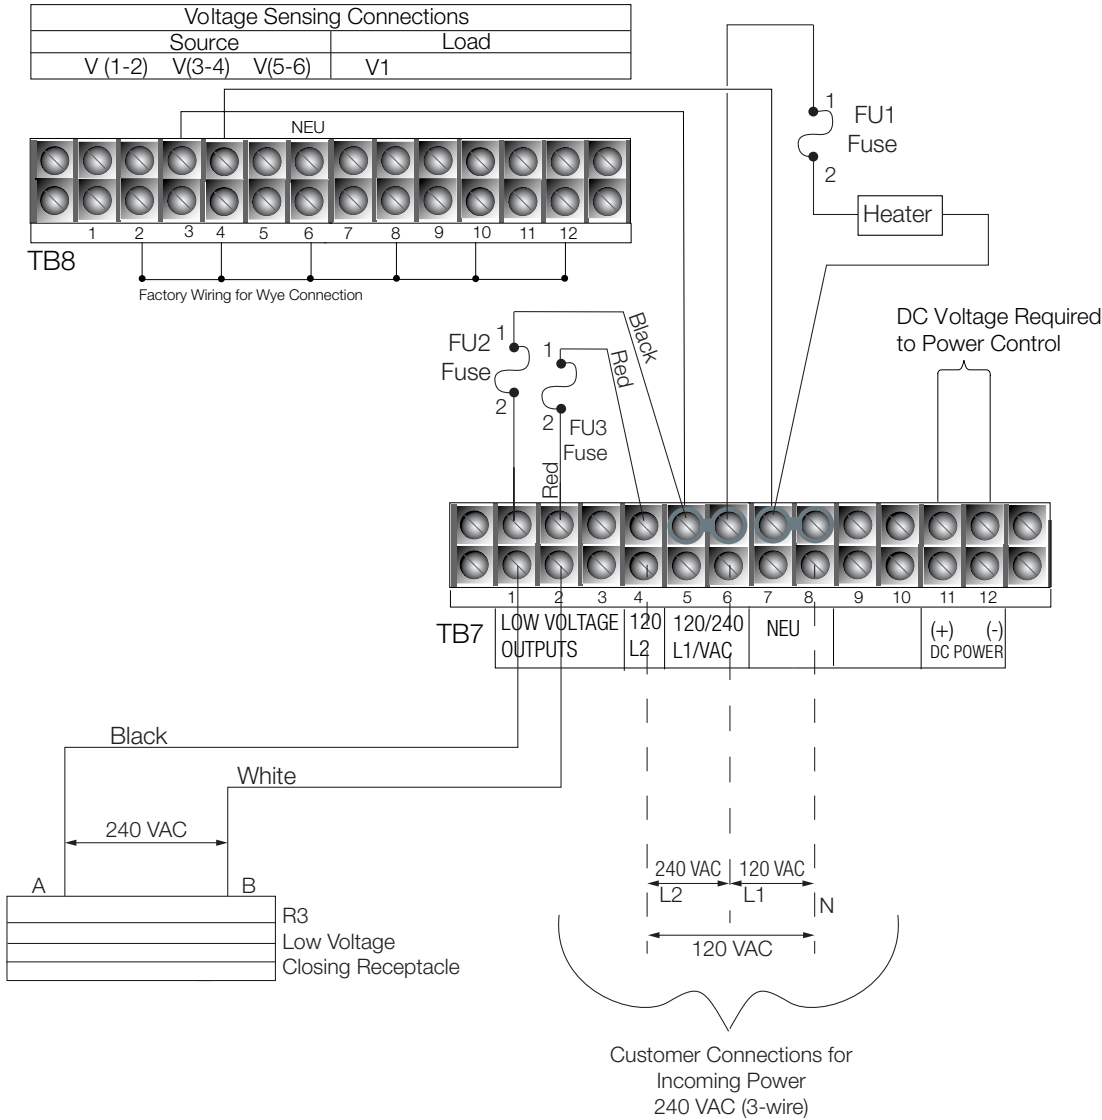 Voltage Sensing Connections
Source Load
V (1-2) V(3-4) V(5-6) V1
NEU
1 2 3 4 5 6 7 8 9 10 11 12
TB8
Factory Wiring for Wye Connection
1
FU1
Fuse
2
Heater
DC Voltage Required
to Power Control
FU2
Fuse
1
2
Black
1
Red
2
FU3
Fuse
Red
1 2 3 4 5 6 7 8 9 10 11 12
TB7
LOW VOLTAGE
OUTPUTS
120
L2
120/240
L1/VAC
NEU
(+) (-)
DC POWER
Black
White
240 VAC
A B
R3
Low Voltage
Closing Receptacle
240 VAC 120 VAC
L2 L1
N
120 VAC
Customer Connections for
Incoming Power
240 VAC (3-wire)